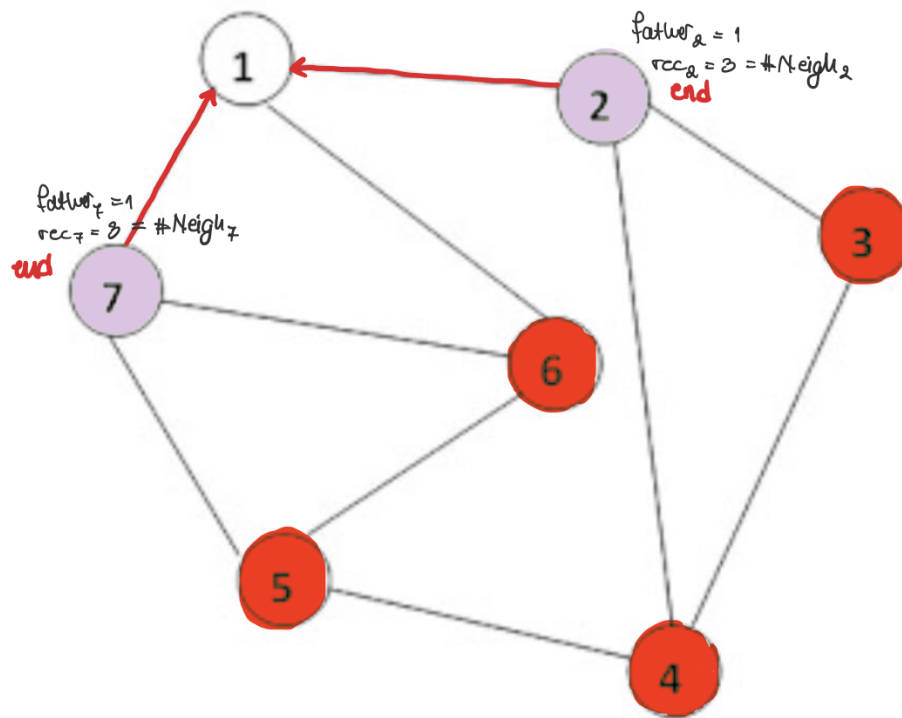 father₂ = 1
rec₂ = 3 = #Neigh₂
end
1
2
3
father₇ = 1
rec₇ = 3 = #Neigh₇
end
7
6
5
4